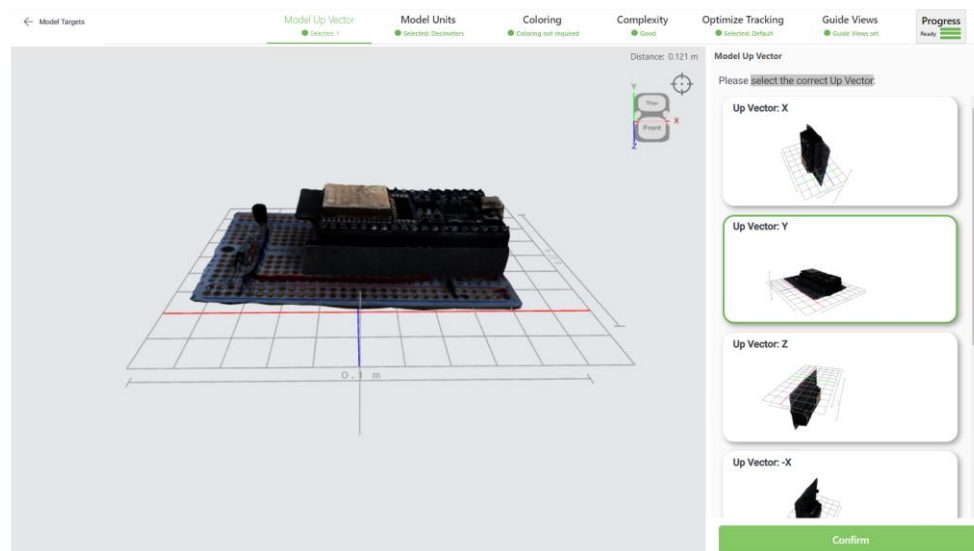 ← Model Targets
Model Up Vector
Selected: Y
Model Units
Selected: Decimeters
Coloring
Coloring not required
Complexity
Good
Optimize Tracking
Selected: Default
Guide Views
Guide Views set
Progress
Ready
Distance: 0.121 m
Y
Top
Front
X
Z
0.1 m
Model Up Vector
Please select the correct Up Vector:
Up Vector: X
Up Vector: Y
Up Vector: Z
Up Vector: -X
Confirm